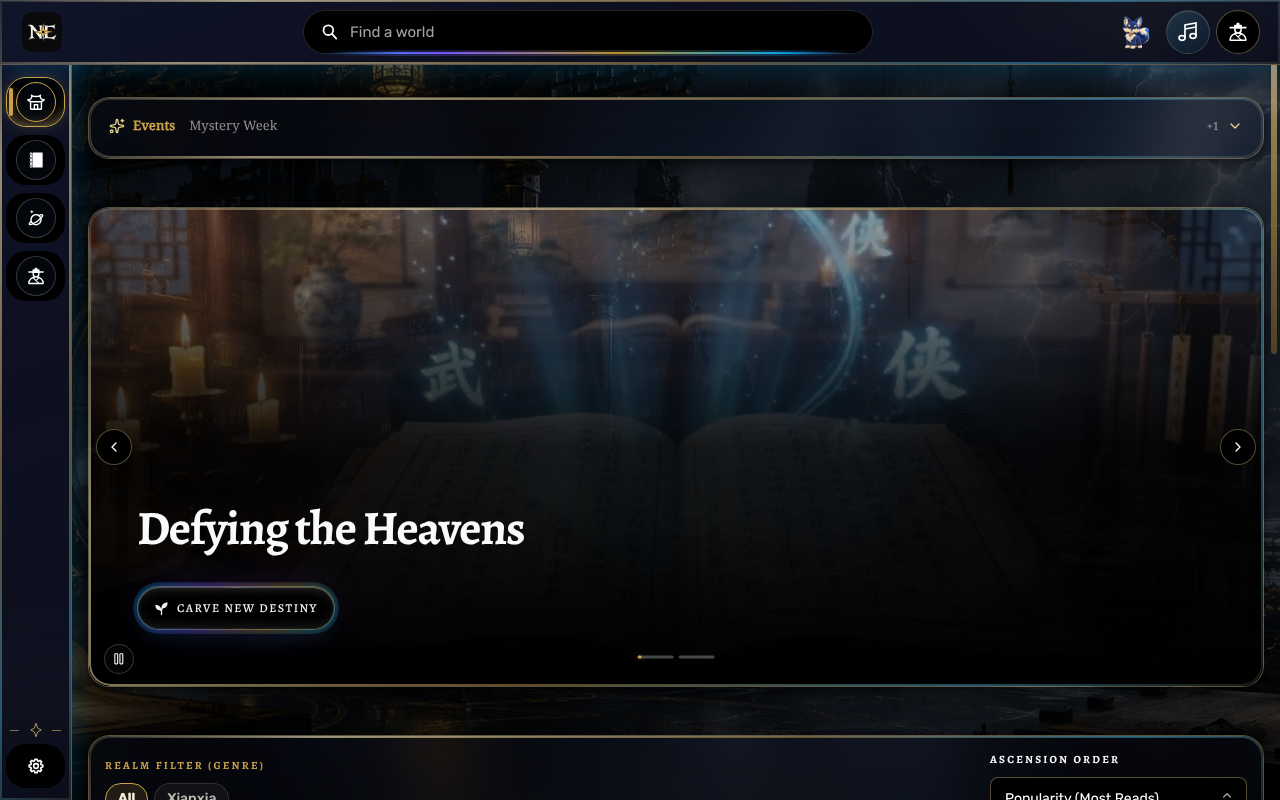 NE
Find a world
Events Mystery Week +1
侠
武
侠
Defying the Heavens
CARVE NEW DESTINY
REALM FILTER (GENRE)
ASCENSION ORDER
All Xianxia
Popularity (Most Reads)